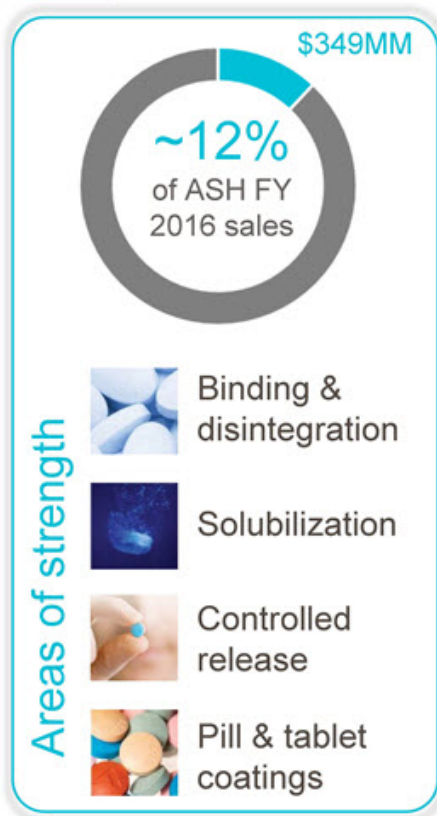 $349MM
~12%
of ASH FY
2016 sales
Areas of strength
Binding &
disintegration
Solubilization
Controlled
release
Pill & tablet
coatings